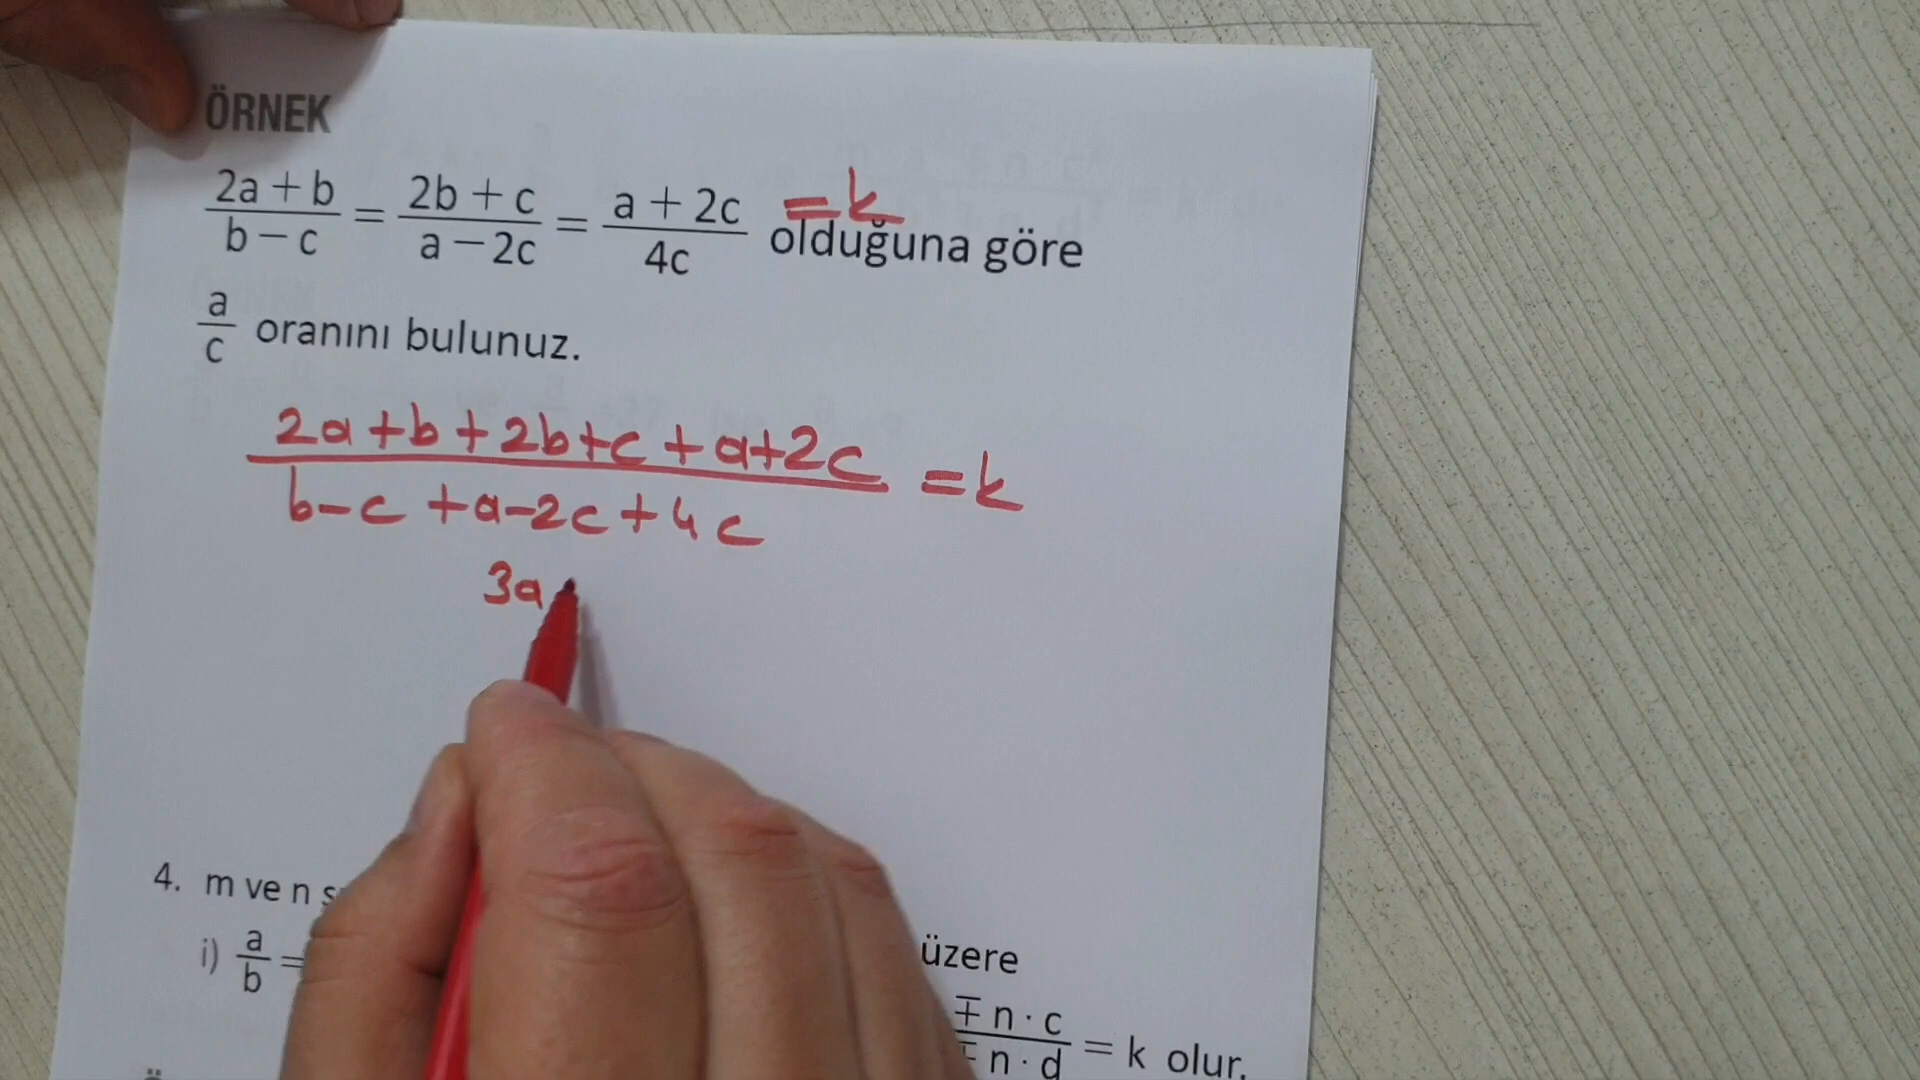 ÖRNEK
(2a + b)/(b − c) = (2b + c)/(a − 2c) = (a + 2c)/(4c) = k olduğuna göre
a/c oranını bulunuz.
(2a + b + 2b + c + a + 2c)/(b − c + a − 2c + 4c) = k
3a
4. m ve n üzere
i) a/b = ∓ n · c / n · d = k olur.